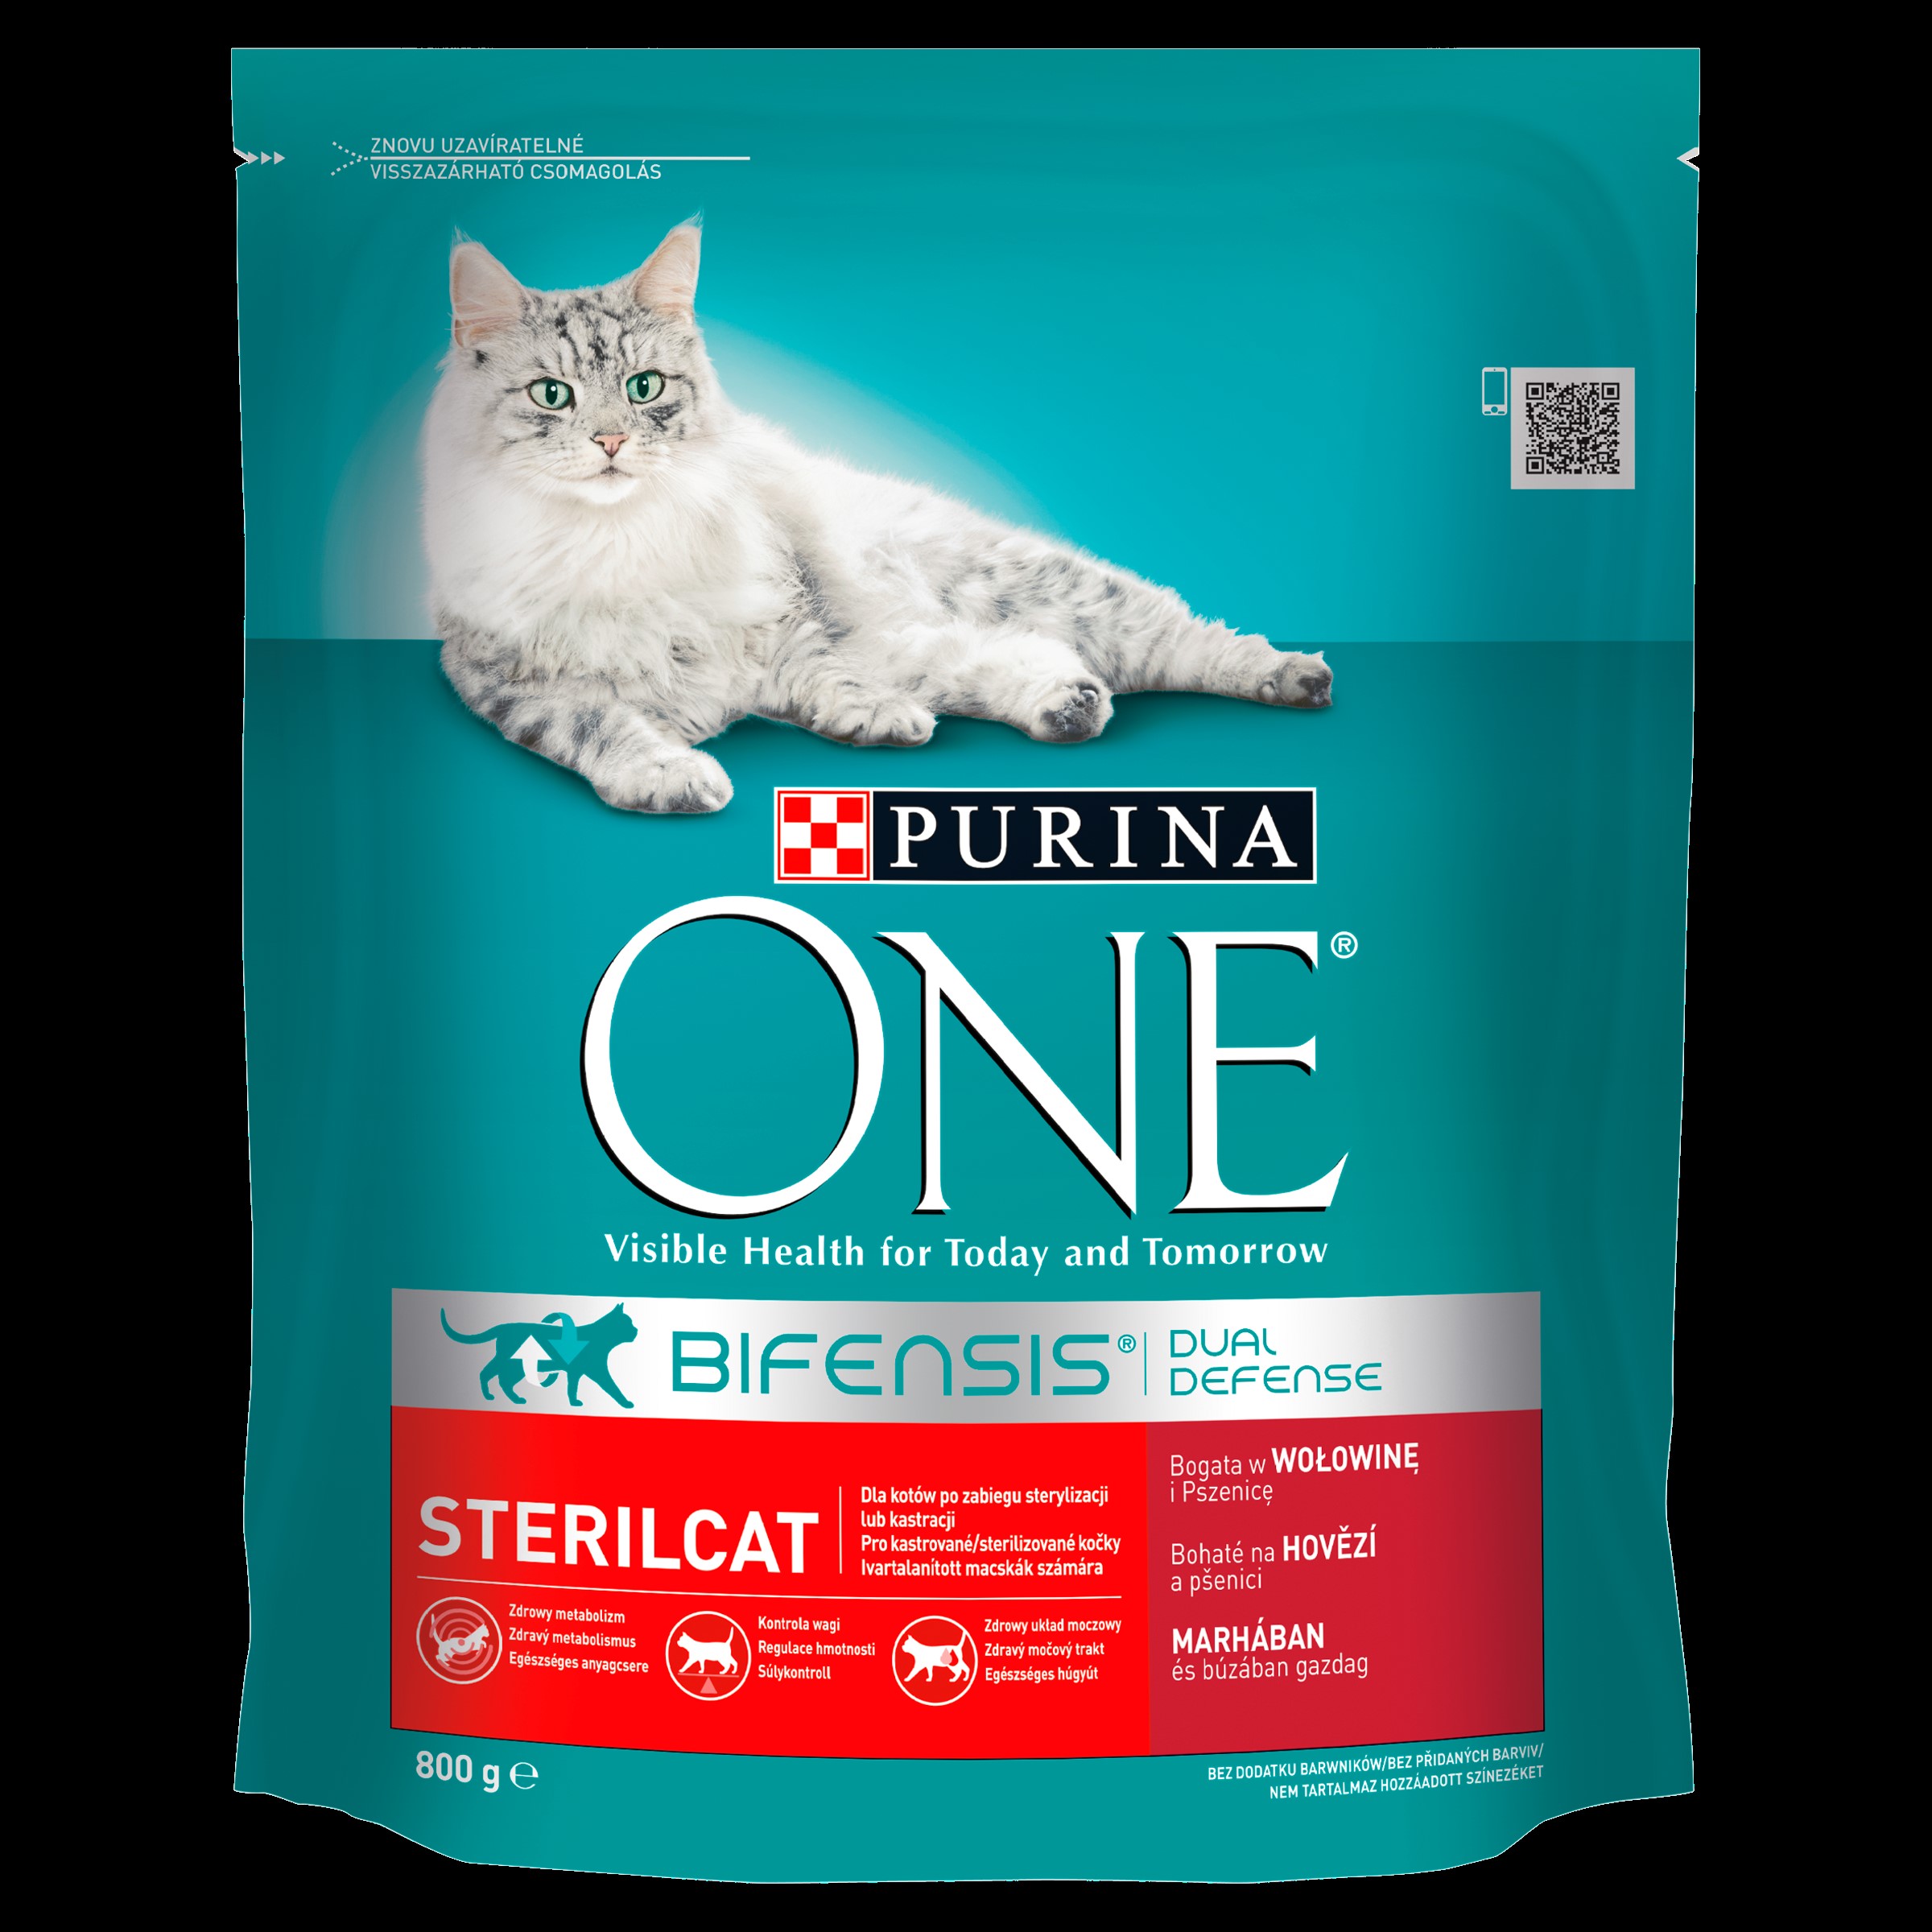 ZNOVU UZAVÍRATELNÉ
VISSZAZÁRHATÓ CSOMAGOLÁS
PURINA
ONE®
Visible Health for Today and Tomorrow
BIFENSIS® DUAL
DEFENSE
STERILCAT
Dla kotów po zabiegu sterylizacji
lub kastracji
Pro kastrované/sterilizované kočky
Ivartalanított macskák számára
Zdrowy metabolizm
Zdravý metabolismus
Egészséges anyagcsere
Kontrola wagi
Regulace hmotnosti
Súlykontroll
Zdrowy układ moczowy
Zdravý močový trakt
Egészséges húgyút
Bogata w WOŁOWINĘ
i Pszenicę
Bohaté na HOVĚZÍ
a pšenici
MARHÁBAN
és búzában gazdag
800 g ℮
BEZ DODATKU BARWNIKÓW/BEZ PŘIDANÝCH BARVIV/
NEM TARTALMAZ HOZZÁADOTT SZÍNEZÉKET